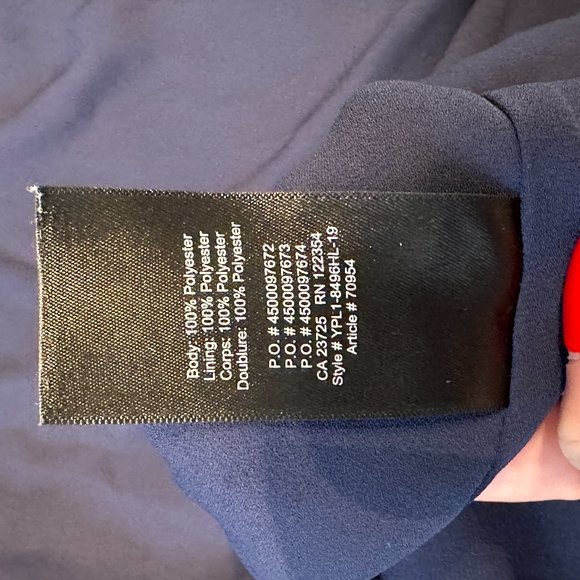 Body: 100% Polyester
Lining: 100% Polyester
Corps: 100% Polyester
Doublure: 100% Polyester
P.O. # 4500097672
P.O. # 4500097673
P.O. # 4500097674
CA 23725 RN 122354
Style # YPL1-8496HL-19
Article # 70954